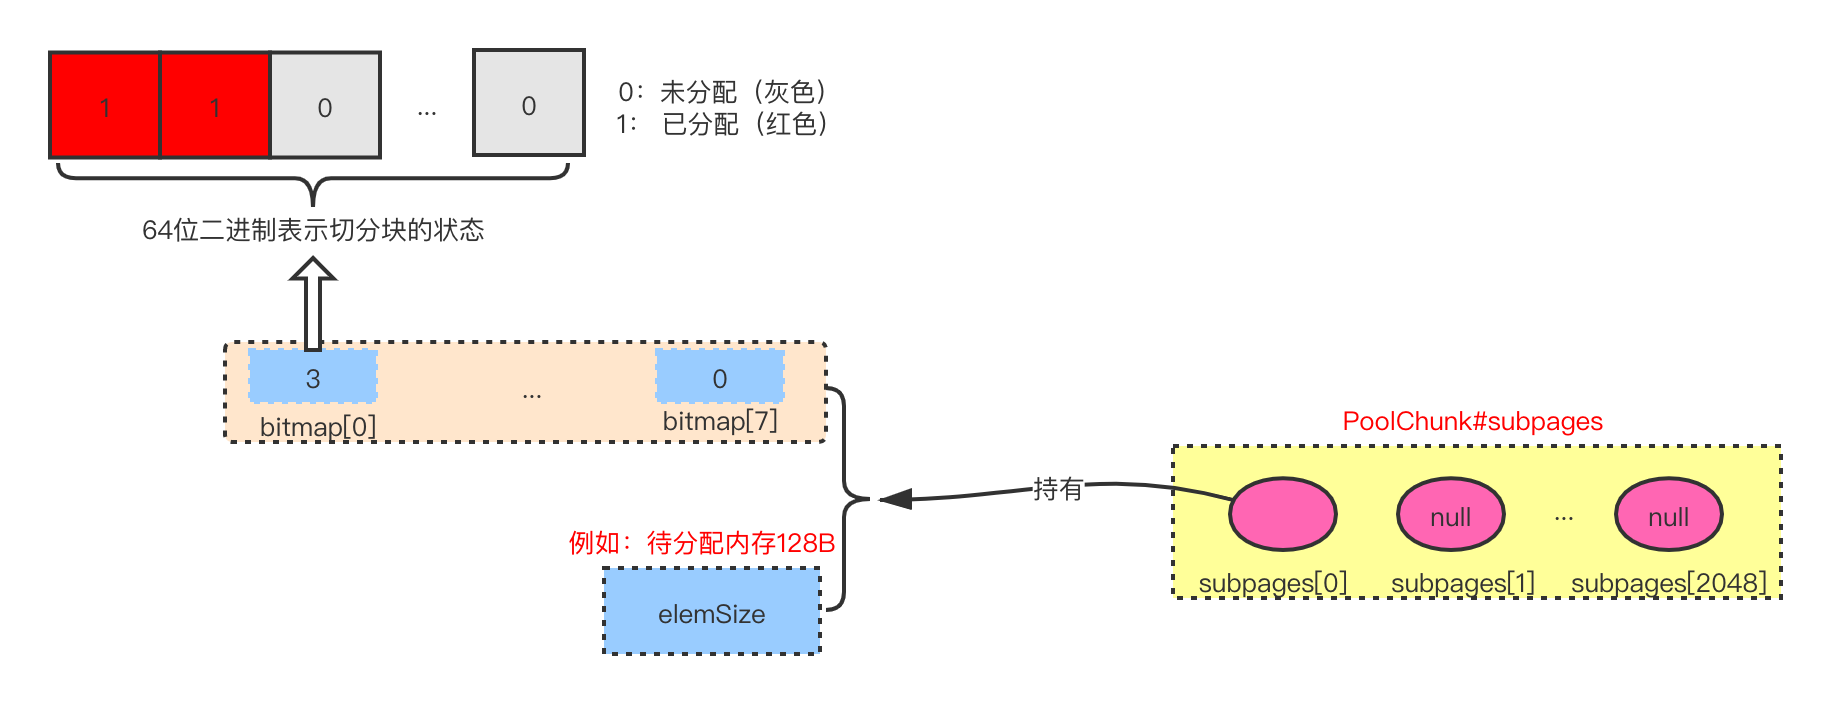 1
1
0
...
0
0：未分配（灰色）
1： 已分配（红色）
64位二进制表示切分块的状态
3
...
0
bitmap[0]
bitmap[7]
PoolChunk#subpages
持有
null
...
null
subpages[0]
subpages[1]
subpages[2048]
例如：待分配内存128B
elemSize